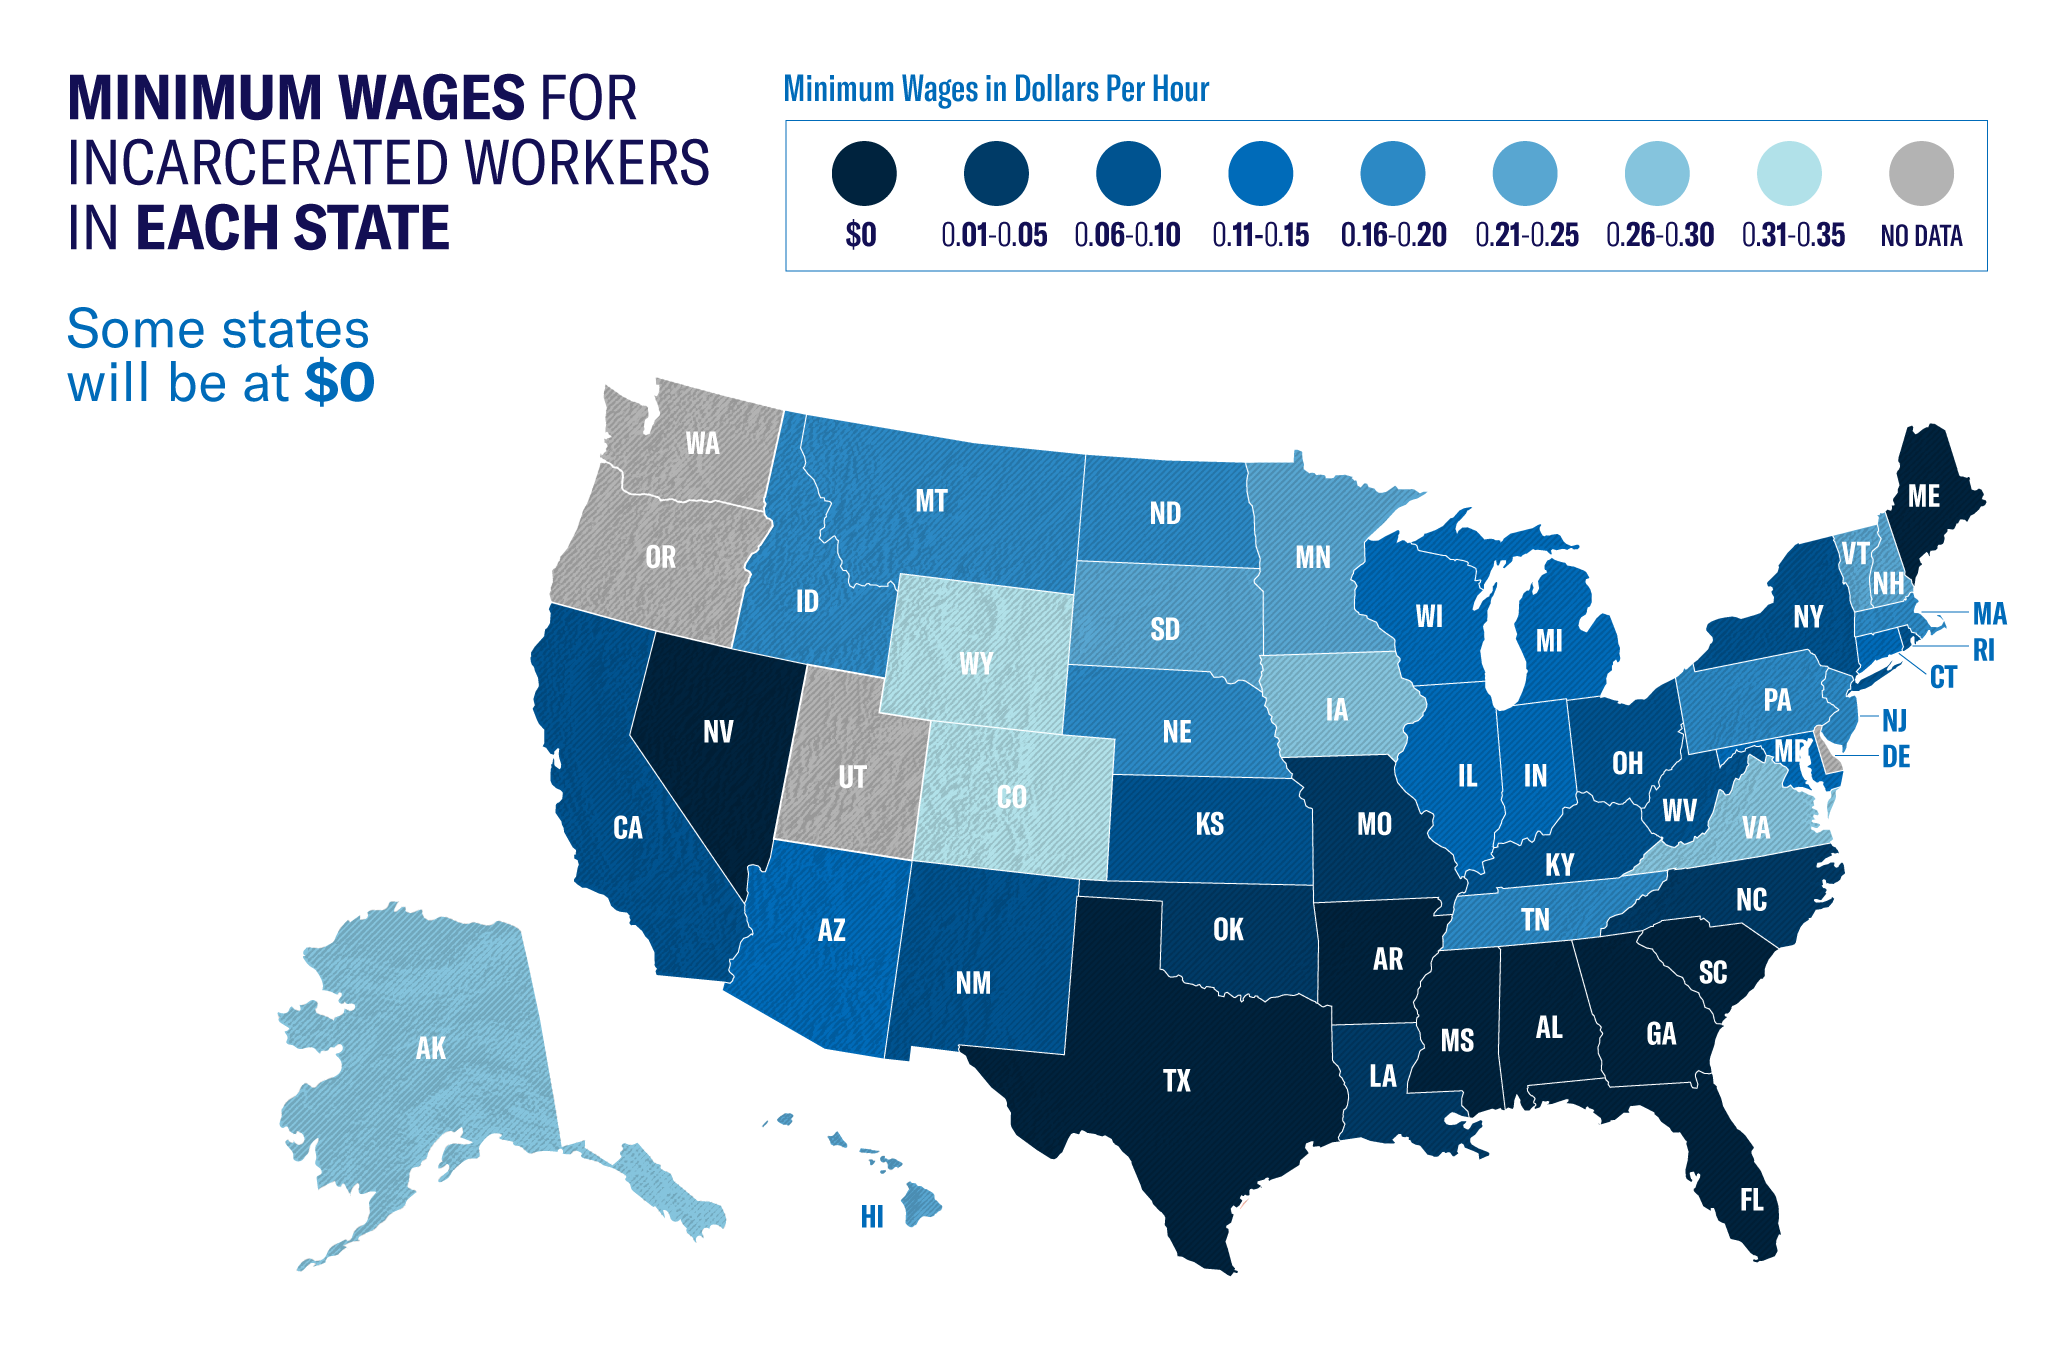 MINIMUM WAGES FOR
INCARCERATED WORKERS
IN EACH STATE
Some states
will be at $0
Minimum Wages in Dollars Per Hour
$0 0.01-0.05 0.06-0.10 0.11-0.15 0.16-0.20 0.21-0.25 0.26-0.30 0.31-0.35 NO DATA
WA
MT
ND
ME
OR
MN
VT
ID
NH
SD
WI
MI
NY
MA
RI
WY
CT
IA
PA
NV
NE
NJ
UT
CO
IL
IN
OH
MD
DE
CA
KS
MO
WV
VA
KY
AZ
OK
TN
NC
NM
AR
SC
AK
MS
AL
GA
TX
LA
HI
FL